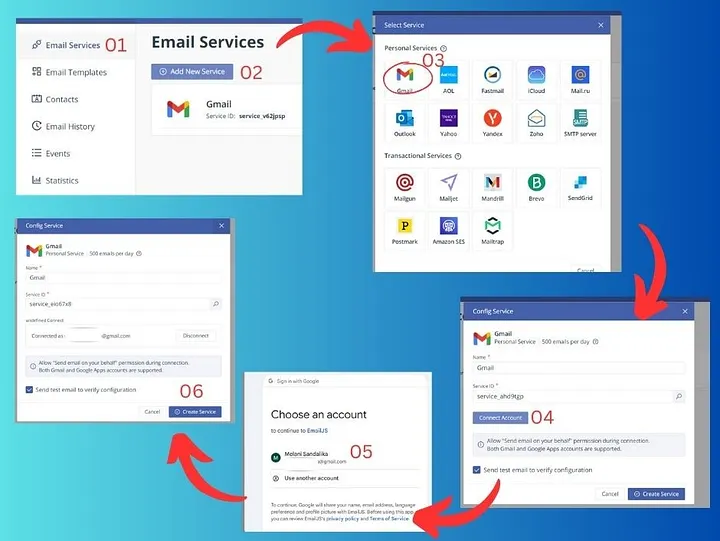 Email Services
01
Email Templates
Contacts
Email History
Events
Statistics
Email Services
Add New Service
02
Gmail
Service ID: service_v62jpsp
Select Service
Personal Services
03
Gmail
AOL
Fastmail
iCloud
Mail.ru
Outlook
Yahoo
Yandex
Zoho
SMTP server
Transactional Services
Mailgun
Mailjet
Mandrill
Brevo
SendGrid
Postmark
Amazon SES
Mailtrap
Cancel
Config Service
Gmail
Personal Service 500 emails per day
Name *
Gmail
Service ID *
service_ahd9tgp
Connect Account
04
Allow "Send email on your behalf" permission during connection.
Both Gmail and Google Apps accounts are supported.
Send test email to verify configuration
Cancel
Create Service
Sign in with Google
Choose an account
to continue to EmailJS
Meloni Sandalika
@gmail.com
05
Use another account
To continue, Google will share your name, email address, language
preference and profile picture with EmailJS. Before using this app,
you can review EmailJS's privacy policy and Terms of Service.
Config Service
Gmail
Personal Service 500 emails per day
Name *
Gmail
Service ID *
service_eio67x8
undefined Connect
Connected as
@gmail.com
Disconnect
Allow "Send email on your behalf" permission during connection.
Both Gmail and Google Apps accounts are supported.
Send test email to verify configuration
06
Cancel
Create Service